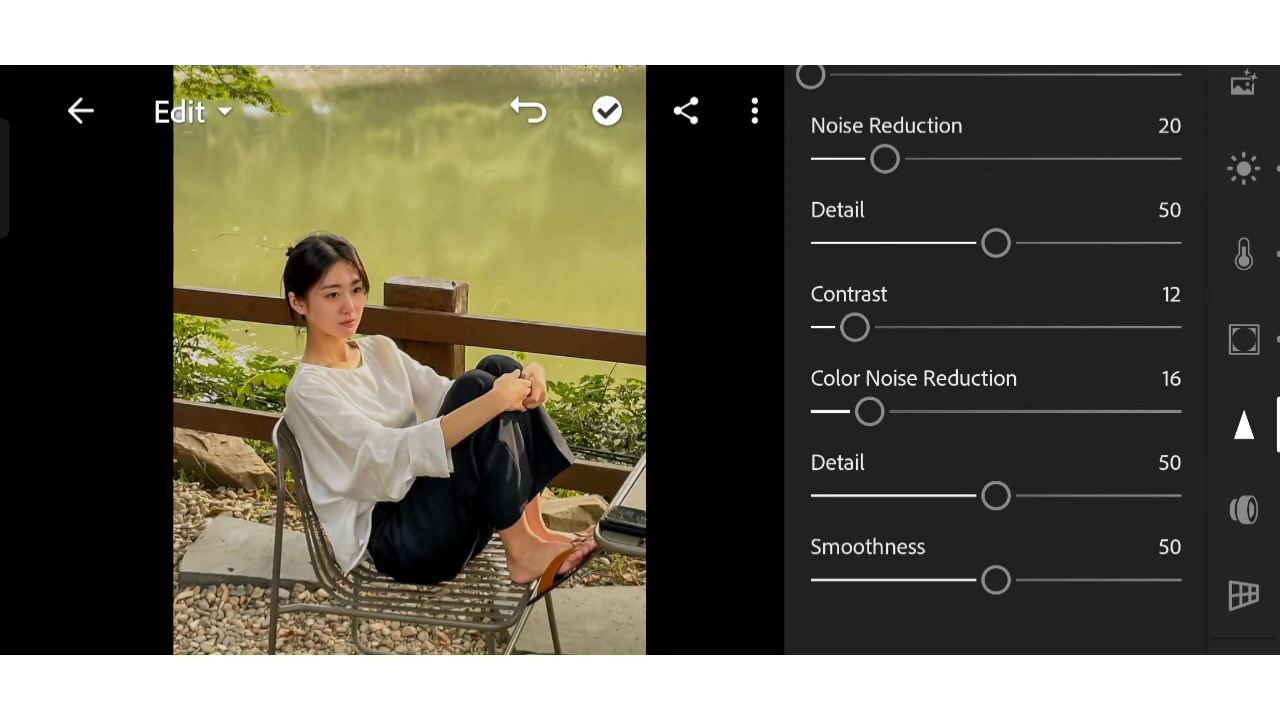 Edit
Noise Reduction 20
Detail 50
Contrast 12
Color Noise Reduction 16
Detail 50
Smoothness 50